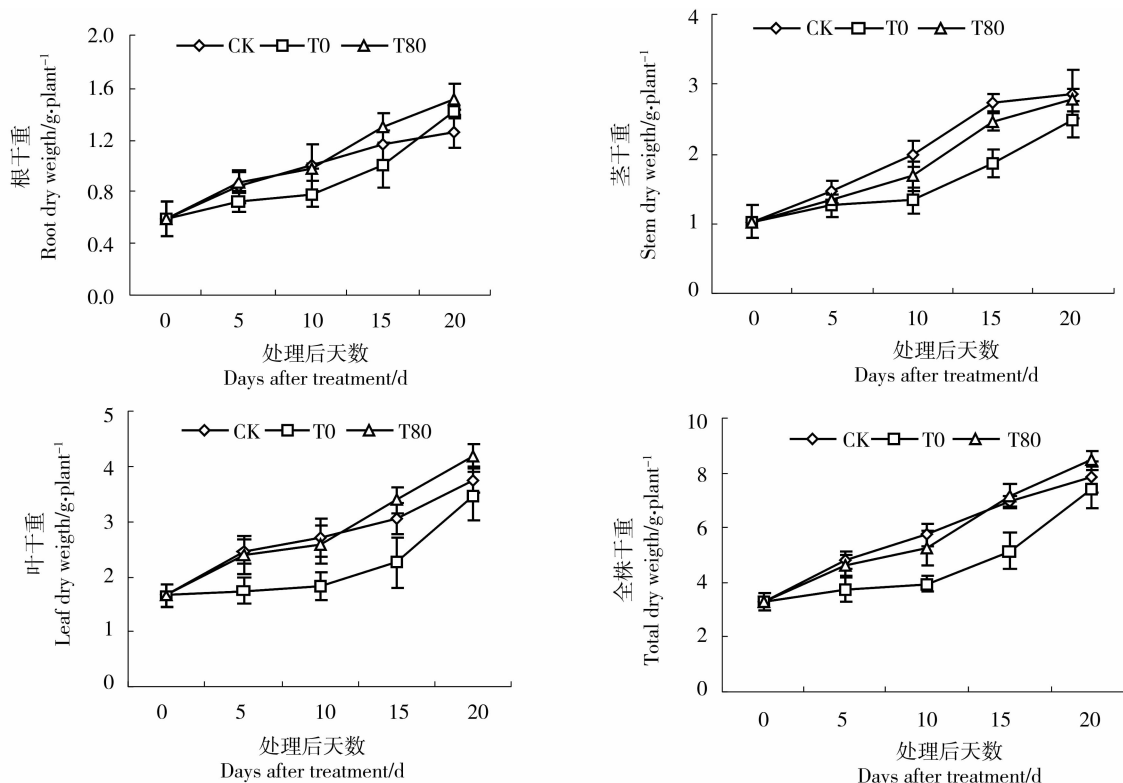 2.0
1.6
1.2
0.8
0.4
0.0
CK T0 T80
根干重
Root dry weigth/g·plant⁻¹
0 5 10 15 20
处理后天数
Days after treatment/d
4
3
2
1
0
CK T0 T80
茎干重
Stem dry weigth/g·plant⁻¹
0 5 10 15 20
处理后天数
Days after treatment/d
5
4
3
2
1
0
CK T0 T80
叶干重
Leaf dry weigth/g·plant⁻¹
0 5 10 15 20
处理后天数
Days after treatment/d
10
8
6
4
2
0
CK T0 T80
全株干重
Total dry weigth/g·plant⁻¹
0 5 10 15 20
处理后天数
Days after treatment/d